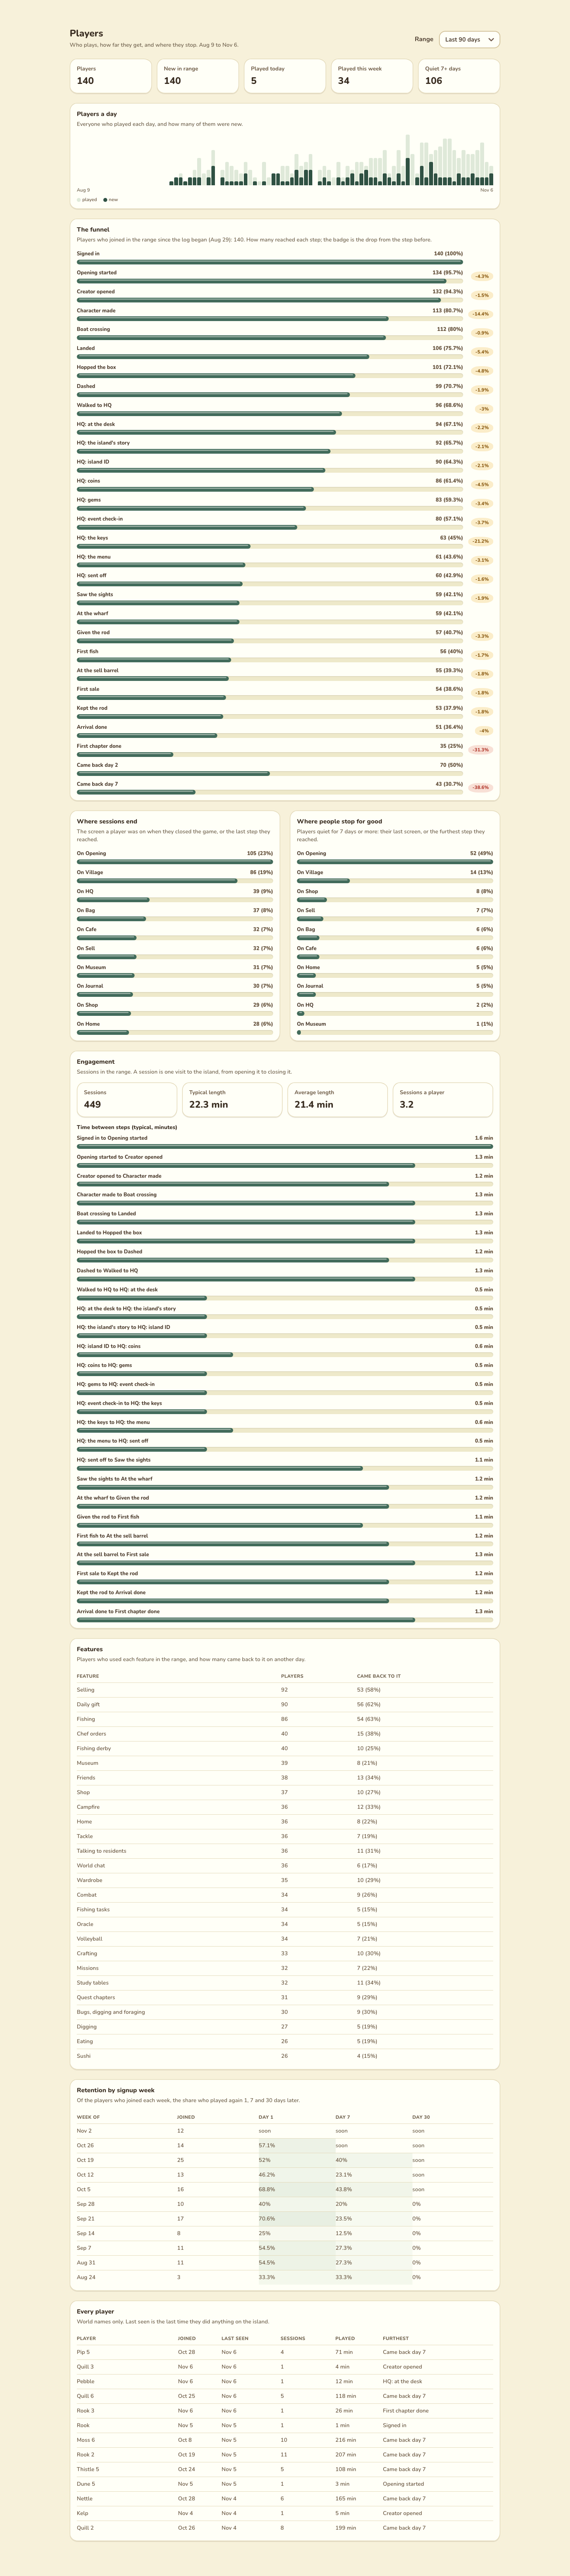 Players
Who plays, how far they get, and where they stop, Aug 9 to Nov 6.
Range
Last 90 days
Players
140
New in range
140
Played today
5
Played this week
34
Quiet 7+ days
106
Players a day
Everyone who played each day, and how many of them were new.
Aug 9
Nov 6
played
new
The funnel
Players who joined in the range since the log began (Aug 29): 140. How many reached each step; the badge is the drop from the step before.
Signed in 140 (100%)
Opening started 134 (95.7%) -4.3%
Creator opened 132 (94.3%) -1.5%
Character made 113 (80.7%) -14.4%
Boat crossing 112 (80%) -0.9%
Landed 106 (75.7%) -5.4%
Hopped the box 101 (72.1%) -4.8%
Dashed 99 (70.7%) -1.9%
Walked to HQ 96 (68.6%) -3%
HQ: at the desk 94 (67.1%) -2.2%
HQ: the island's story 92 (65.7%) -2.1%
HQ: island ID 90 (64.3%) -2.1%
HQ: coins 86 (61.4%) -4.5%
HQ: gems 83 (59.3%) -3.4%
HQ: event check-in 80 (57.1%) -3.7%
HQ: the keys 63 (45%) -21.2%
HQ: the menu 61 (43.6%) -3.1%
HQ: sent off 60 (42.9%) -1.6%
Saw the sights 59 (42.1%) -1.9%
At the wharf 59 (42.1%)
Given the rod 57 (40.7%) -3.3%
First fish 56 (40%) -1.7%
At the sell barrel 55 (39.3%) -1.8%
First sale 54 (38.6%) -1.8%
Kept the rod 53 (37.9%) -1.8%
Arrival done 51 (36.4%) -4%
First chapter done 35 (25%) -31.3%
Came back day 2 70 (50%)
Came back day 7 43 (30.7%) -38.6%
Where sessions end
The screen a player was on when they closed the game, or the last step they
reached.
On Opening 105 (23%)
On Village 86 (19%)
On HQ 39 (9%)
On Bag 37 (8%)
On Cafe 32 (7%)
On Sell 32 (7%)
On Museum 31 (7%)
On Journal 30 (7%)
On Shop 29 (6%)
On Home 28 (6%)
Where people stop for good
Players quiet for 7 days or more: their last screen, or the furthest step they
reached.
On Opening 52 (49%)
On Village 14 (13%)
On Shop 8 (8%)
On Sell 7 (7%)
On Bag 6 (6%)
On Cafe 6 (6%)
On Home 5 (5%)
On Journal 5 (5%)
On HQ 2 (2%)
On Museum 1 (1%)
Engagement
Sessions in the range. A session is one visit to the island, from opening it to closing it.
Sessions
449
Typical length
22.3 min
Average length
21.4 min
Sessions a player
3.2
Time between steps (typical, minutes)
Signed in to Opening started 1.6 min
Opening started to Creator opened 1.3 min
Creator opened to Character made 1.2 min
Character made to Boat crossing 1.3 min
Boat crossing to Landed 1.3 min
Landed to Hopped the box 1.3 min
Hopped the box to Dashed 1.2 min
Dashed to Walked to HQ 1.3 min
Walked to HQ to HQ: at the desk 0.5 min
HQ: at the desk to HQ: the island's story 0.5 min
HQ: the island's story to HQ: island ID 0.5 min
HQ: island ID to HQ: coins 0.6 min
HQ: coins to HQ: gems 0.5 min
HQ: gems to HQ: event check-in 0.5 min
HQ: event check-in to HQ: the keys 0.5 min
HQ: the keys to HQ: the menu 0.6 min
HQ: the menu to HQ: sent off 0.5 min
HQ: sent off to Saw the sights 1.1 min
Saw the sights to At the wharf 1.2 min
At the wharf to Given the rod 1.2 min
Given the rod to First fish 1.1 min
First fish to At the sell barrel 1.2 min
At the sell barrel to First sale 1.3 min
First sale to Kept the rod 1.2 min
Kept the rod to Arrival done 1.2 min
Arrival done to First chapter done 1.3 min
Features
Players who used each feature in the range, and how many came back to it on another day.
FEATURE PLAYERS CAME BACK TO IT
Selling 92 53 (58%)
Daily gift 90 56 (62%)
Fishing 86 54 (63%)
Chef orders 40 15 (38%)
Fishing derby 40 10 (25%)
Museum 39 8 (21%)
Friends 38 13 (34%)
Shop 37 10 (27%)
Campfire 36 12 (33%)
Home 36 8 (22%)
Tackle 36 7 (19%)
Talking to residents 36 11 (31%)
World chat 36 6 (17%)
Wardrobe 35 10 (29%)
Combat 34 9 (26%)
Fishing tasks 34 5 (15%)
Oracle 34 5 (15%)
Volleyball 34 7 (21%)
Crafting 33 10 (30%)
Missions 32 7 (22%)
Study tables 32 11 (34%)
Quest chapters 31 9 (29%)
Bugs, digging and foraging 30 9 (30%)
Digging 27 5 (19%)
Eating 26 5 (19%)
Sushi 26 4 (15%)
Retention by signup week
Of the players who joined each week, the share who played again 1, 7 and 30 days later.
WEEK OF JOINED DAY 1 DAY 7 DAY 30
Nov 2 12 soon soon soon
Oct 26 14 57.1% soon soon
Oct 19 25 52% 40% soon
Oct 12 13 46.2% 23.1% soon
Oct 5 16 68.8% 43.8% soon
Sep 28 10 40% 20% 0%
Sep 21 17 70.6% 23.5% 0%
Sep 14 8 25% 12.5% 0%
Sep 7 11 54.5% 27.3% 0%
Aug 31 11 54.5% 27.3% 0%
Aug 24 3 33.3% 33.3% 0%
Every player
World names only. Last seen is the last time they did anything on the island.
PLAYER JOINED LAST SEEN SESSIONS PLAYED FURTHEST
Pip 5 Oct 28 Nov 6 4 71 min Came back day 7
Quill 3 Nov 6 Nov 6 1 4 min Creator opened
Pebble Nov 6 Nov 6 1 12 min HQ: at the desk
Quill 6 Oct 25 Nov 6 5 118 min Came back day 7
Rook 3 Nov 6 Nov 6 1 26 min First chapter done
Rook Nov 5 Nov 5 1 1 min Signed in
Moss 6 Oct 8 Nov 5 10 216 min Came back day 7
Rook 2 Oct 19 Nov 5 11 207 min Came back day 7
Thistle 5 Oct 24 Nov 5 5 108 min Came back day 7
Dune 5 Nov 5 Nov 5 1 3 min Opening started
Nettle Oct 28 Nov 4 6 165 min Came back day 7
Kelp Nov 4 Nov 4 1 5 min Creator opened
Quill 2 Oct 26 Nov 4 8 199 min Came back day 7